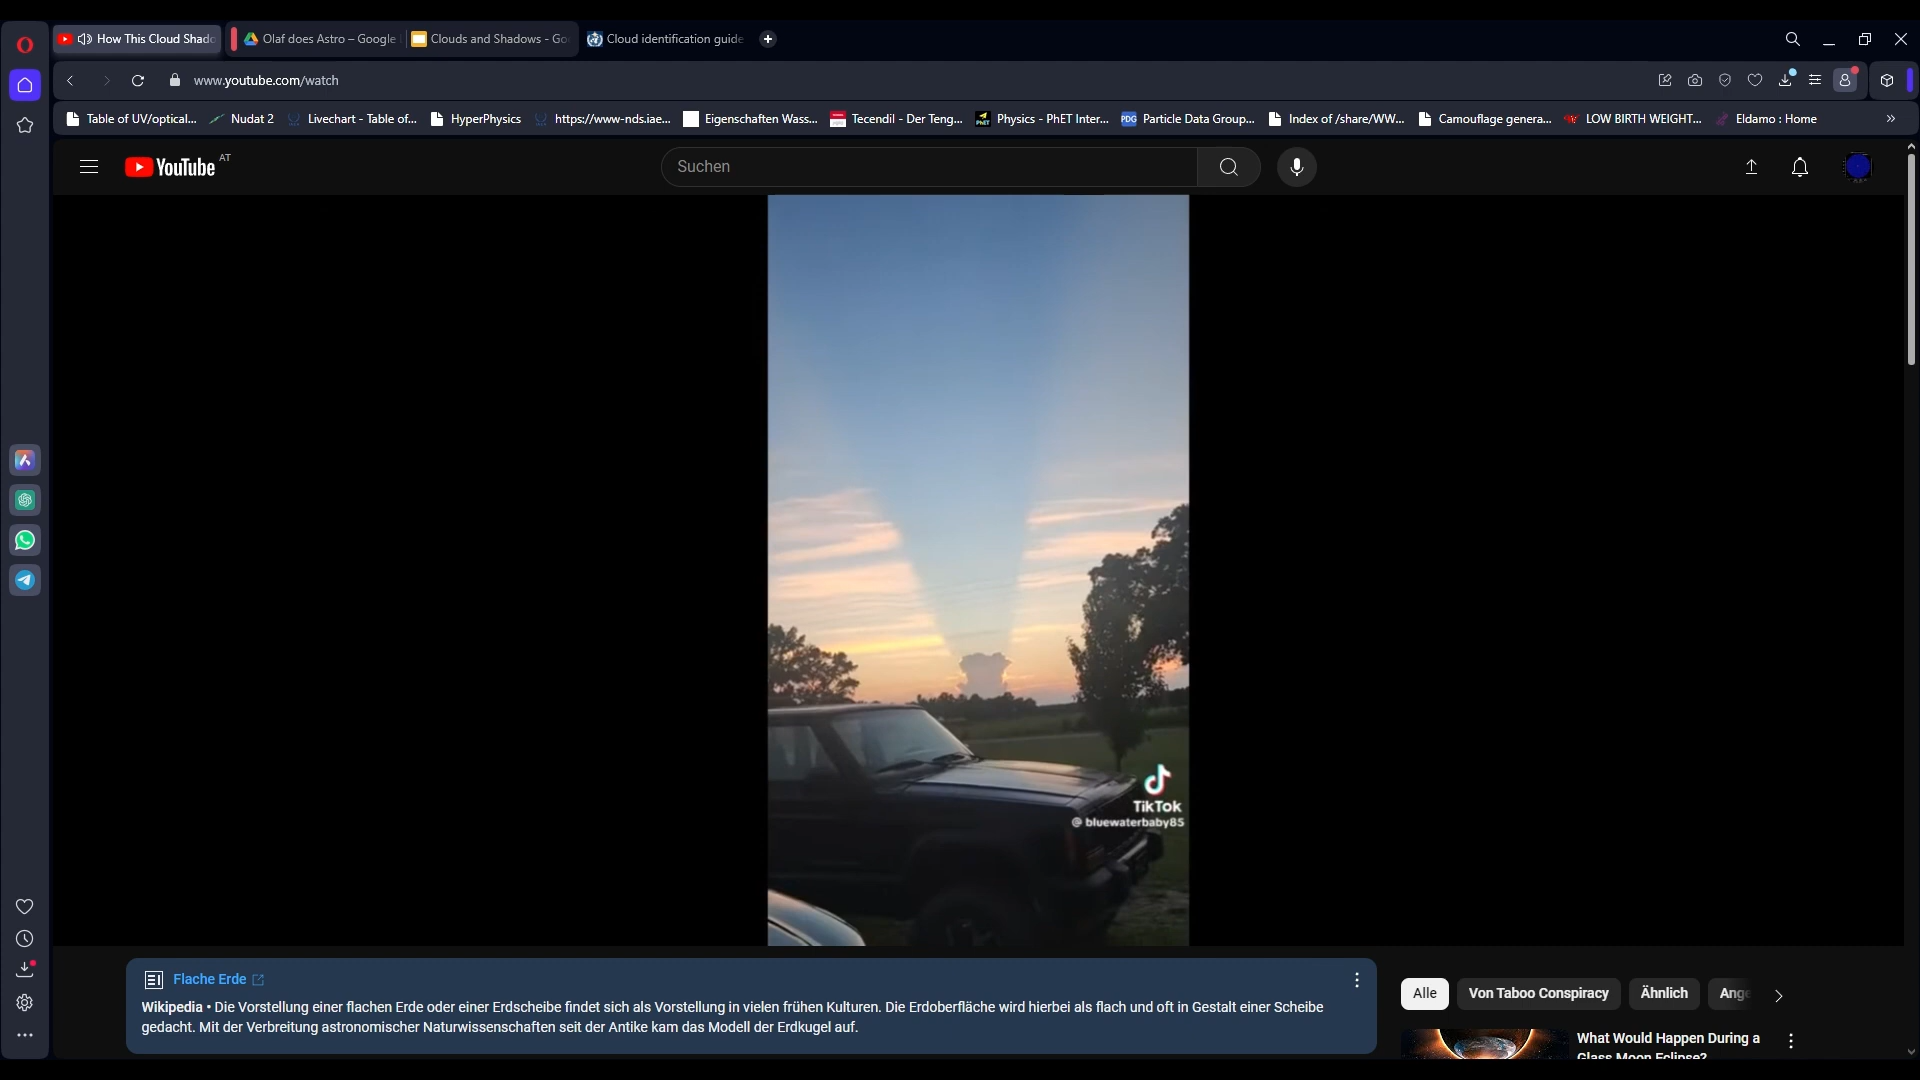 How This Cloud Shado
Olaf does Astro – Google
Clouds and Shadows - Go
Cloud identification guide
www.youtube.com/watch
Table of UV/optical...
Nudat 2
Livechart - Table of...
HyperPhysics
https://www-nds.iae...
Eigenschaften Wass...
Tecendil - Der Teng...
Physics - PhET Inter...
PDG
Particle Data Group...
Index of /share/WW...
Camouflage genera...
LOW BIRTH WEIGHT...
Eldamo : Home
YouTube AT
Suchen
TikTok
@ bluewaterbaby85
Flache Erde
Wikipedia • Die Vorstellung einer flachen Erde oder einer Erdscheibe findet sich als Vorstellung in vielen frühen Kulturen. Die Erdoberfläche wird hierbei als flach und oft in Gestalt einer Scheibe
gedacht. Mit der Verbreitung astronomischer Naturwissenschaften seit der Antike kam das Modell der Erdkugel auf.
Alle
Von Taboo Conspiracy
Ähnlich
Ange
What Would Happen During a
Glass Moon Eclipse?